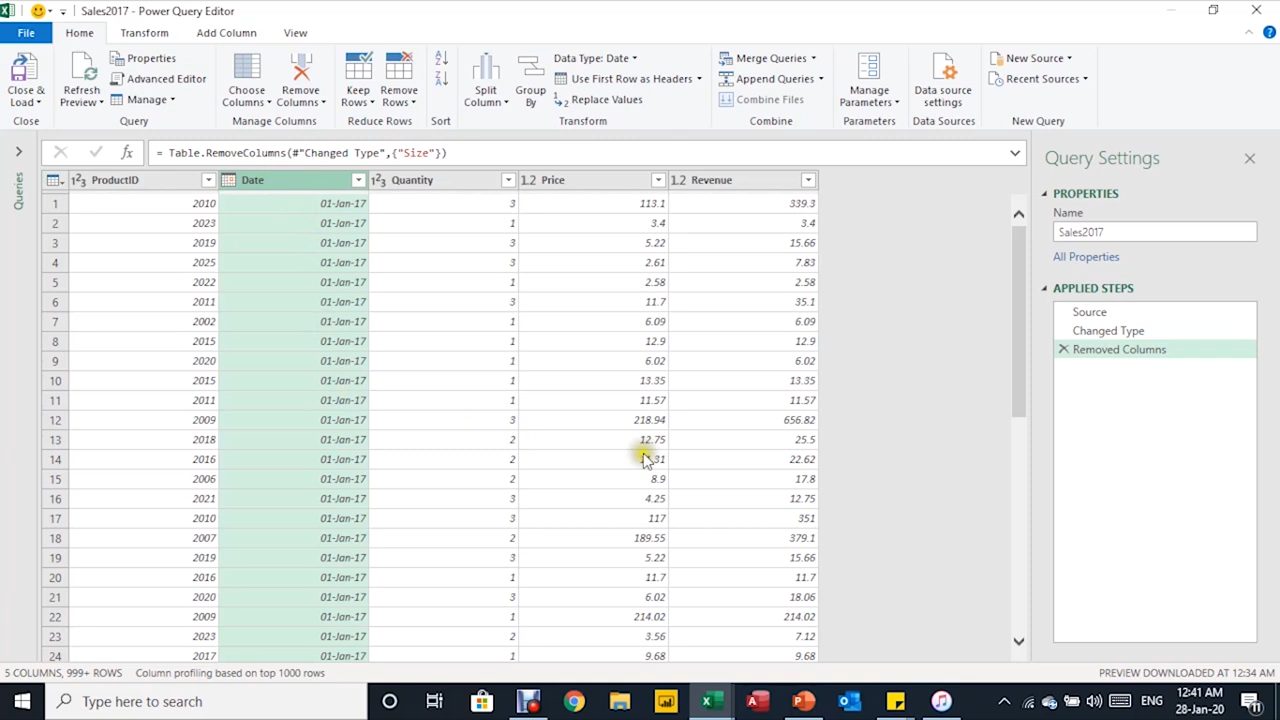 Sales2017 - Power Query Editor
File Home Transform Add Column View
Close & Load
Close
Refresh Preview
Properties
Advanced Editor
Manage
Query
Choose Columns
Remove Columns
Manage Columns
Keep Rows
Remove Rows
Reduce Rows
Sort
Split Column
Group By
Data Type: Date
Use First Row as Headers
Replace Values
Transform
Merge Queries
Append Queries
Combine Files
Combine
Manage Parameters
Parameters
Data source settings
Data Sources
New Source
Recent Sources
New Query
Queries
fx = Table.RemoveColumns(#"Changed Type",{"Size"})
ProductID Date Quantity Price Revenue
1 2010 01-Jan-17 3 113.1 339.3
2 2023 01-Jan-17 1 3.4 3.4
3 2019 01-Jan-17 3 5.22 15.66
4 2025 01-Jan-17 3 2.61 7.83
5 2022 01-Jan-17 1 2.58 2.58
6 2011 01-Jan-17 3 11.7 35.1
7 2002 01-Jan-17 1 6.09 6.09
8 2015 01-Jan-17 1 12.9 12.9
9 2020 01-Jan-17 1 6.02 6.02
10 2015 01-Jan-17 1 13.35 13.35
11 2011 01-Jan-17 1 11.57 11.57
12 2009 01-Jan-17 3 218.94 656.82
13 2018 01-Jan-17 2 12.75 25.5
14 2016 01-Jan-17 2 22.62
15 2006 01-Jan-17 2 8.9 17.8
16 2021 01-Jan-17 3 4.25 12.75
17 2010 01-Jan-17 3 117 351
18 2007 01-Jan-17 2 189.55 379.1
19 2019 01-Jan-17 3 5.22 15.66
20 2016 01-Jan-17 1 11.7 11.7
21 2020 01-Jan-17 3 6.02 18.06
22 2009 01-Jan-17 1 214.02 214.02
23 2023 01-Jan-17 2 3.56 7.12
24 2017 01-Jan-17 1 9.68 9.68
Query Settings
PROPERTIES
Name
Sales2017
All Properties
APPLIED STEPS
Source
Changed Type
Removed Columns
5 COLUMNS, 999+ ROWS Column profiling based on top 1000 rows PREVIEW DOWNLOADED AT 12:34 AM
Type here to search
ENG
12:41 AM
28-Jan-20
11